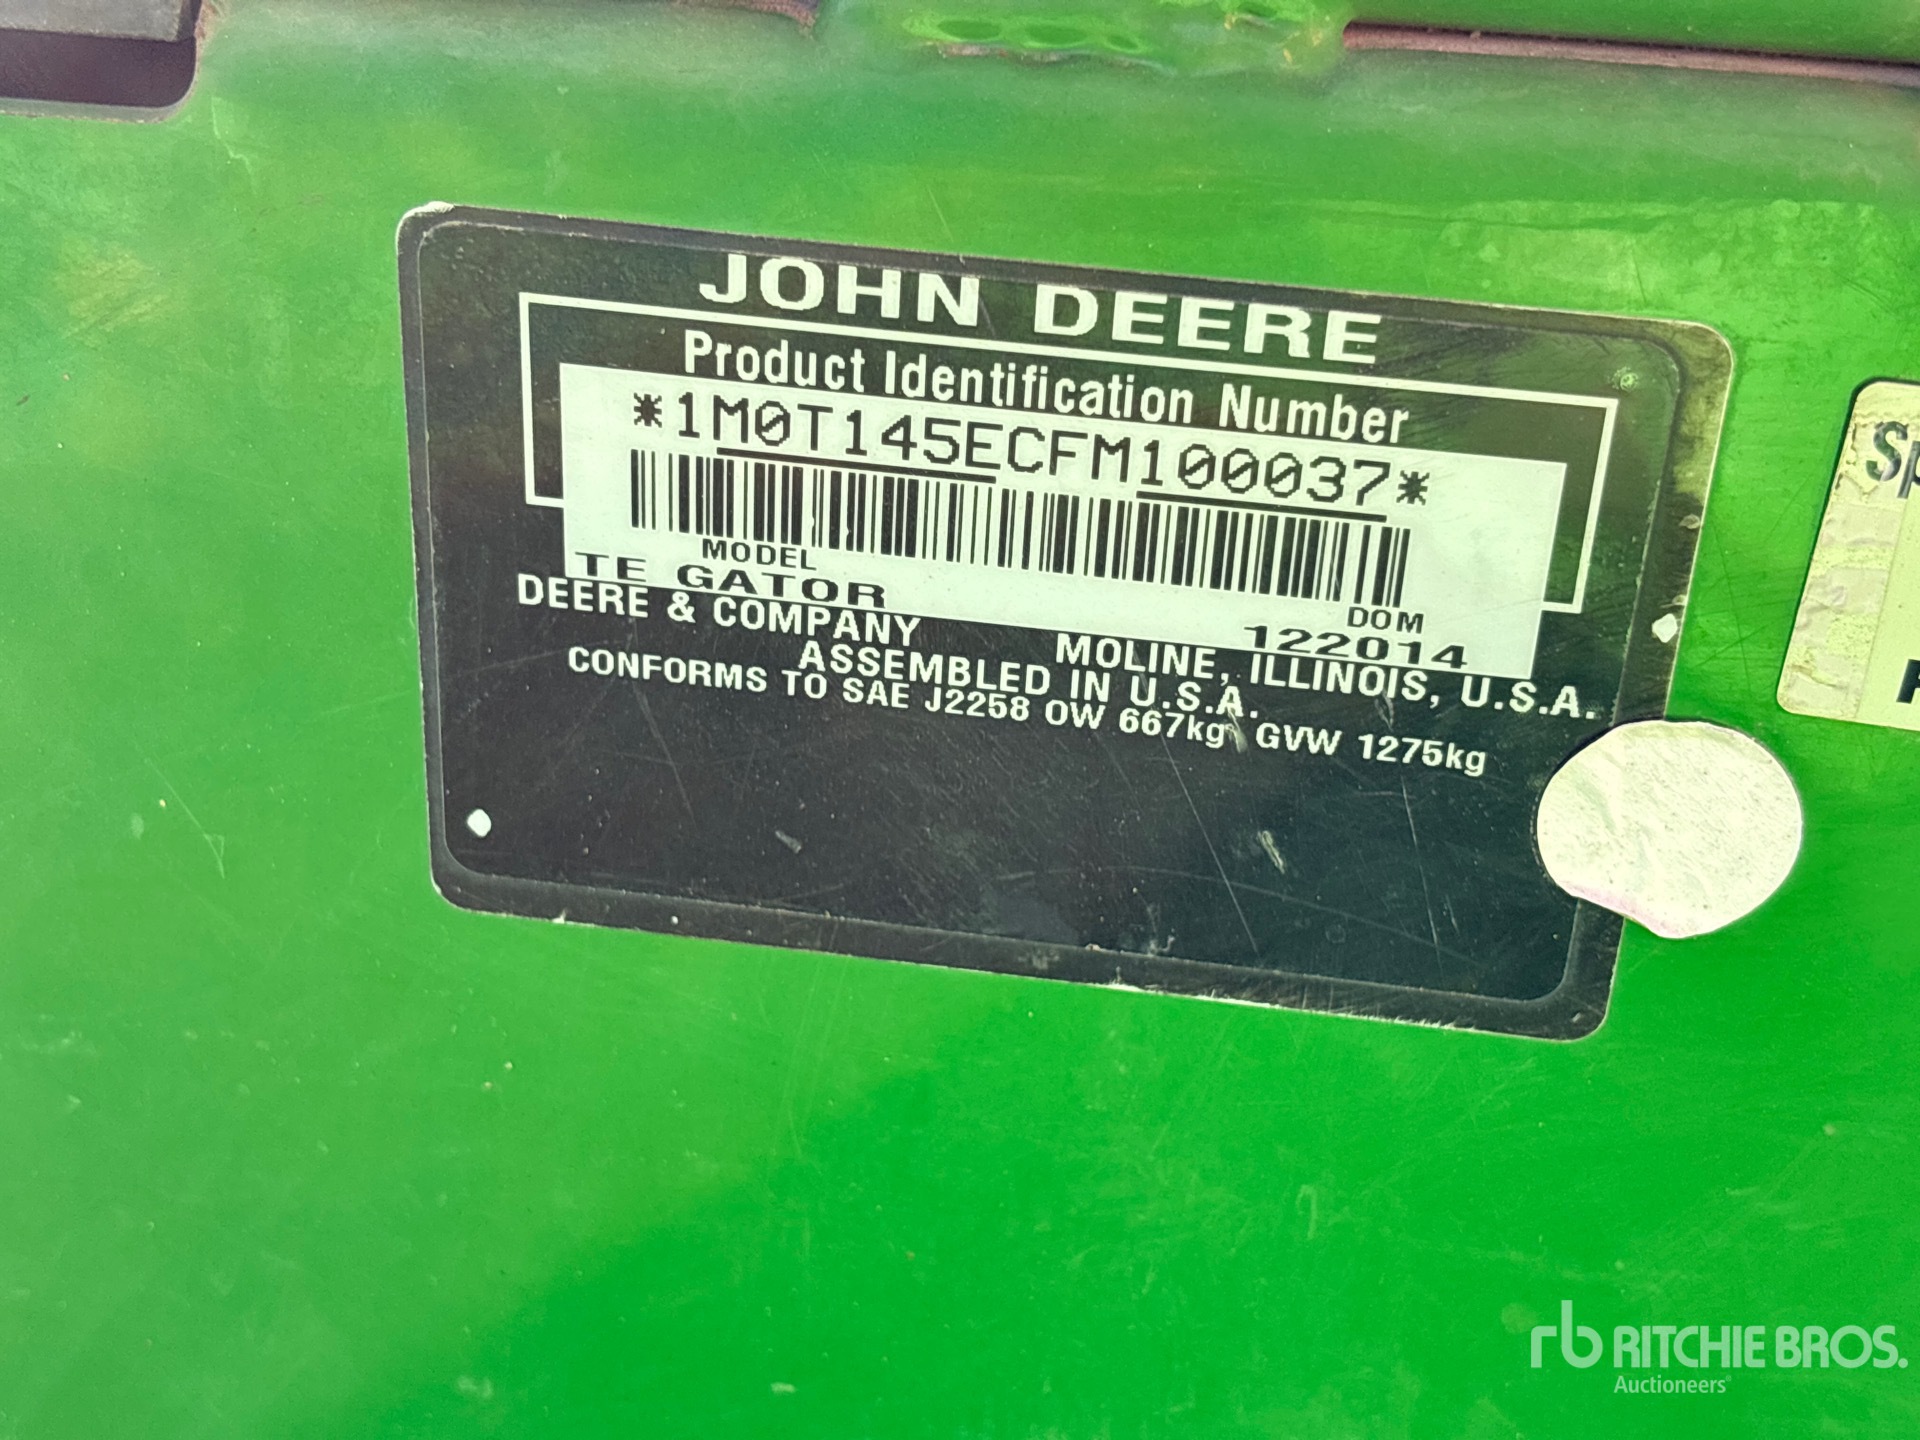 JOHN DEERE
Product Identification Number
*1M0T145ECFM100037*
MODEL
TE GATOR
DOM
122014
DEERE & COMPANY MOLINE, ILLINOIS, U.S.A.
ASSEMBLED IN U.S.A.
CONFORMS TO SAE J2258 OW 667kg GVW 1275kg
rb RITCHIE BROS.
Auctioneers